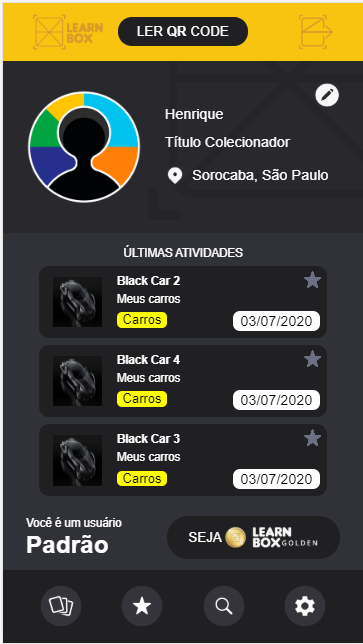 LEARN BOX
LER QR CODE
Henrique
Título Colecionador
Sorocaba, São Paulo
ÚLTIMAS ATIVIDADES
Black Car 2
Meus carros
Carros
03/07/2020
Black Car 4
Meus carros
Carros
03/07/2020
Black Car 3
Meus carros
Carros
03/07/2020
Você é um usuário
Padrão
SEJA LEARN
BOX GOLDEN